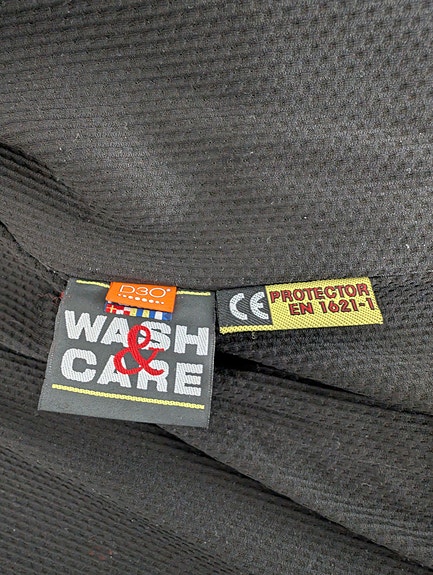 D3O®
WASH
&
CARE
CE PROTECTOR
EN 1621-1